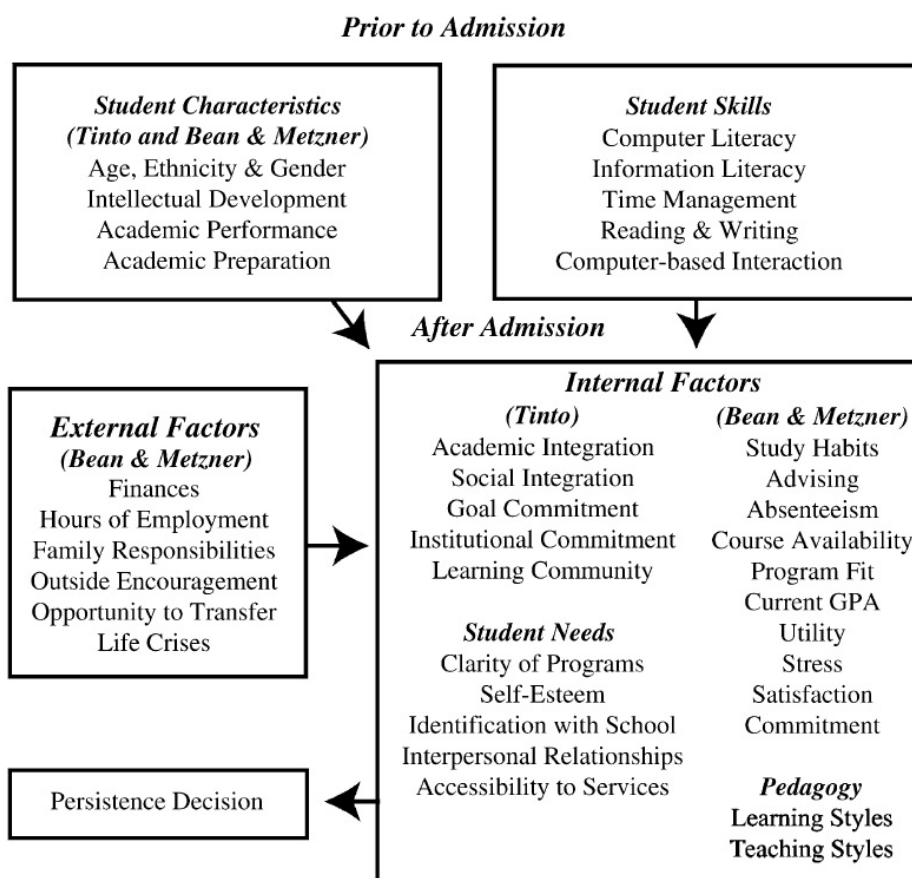 Prior to Admission
Student Characteristics
(Tinto and Bean & Metzner)
Age, Ethnicity & Gender
Intellectual Development
Academic Performance
Academic Preparation
Student Skills
Computer Literacy
Information Literacy
Time Management
Reading & Writing
Computer-based Interaction
After Admission
External Factors
(Bean & Metzner)
Finances
Hours of Employment
Family Responsibilities
Outside Encouragement
Opportunity to Transfer
Life Crises
Internal Factors
(Tinto)
Academic Integration
Social Integration
Goal Commitment
Institutional Commitment
Learning Community
Student Needs
Clarity of Programs
Self-Esteem
Identification with School
Interpersonal Relationships
Accessibility to Services
(Bean & Metzner)
Study Habits
Advising
Absenteeism
Course Availability
Program Fit
Current GPA
Utility
Stress
Satisfaction
Commitment
Pedagogy
Learning Styles
Teaching Styles
Persistence Decision